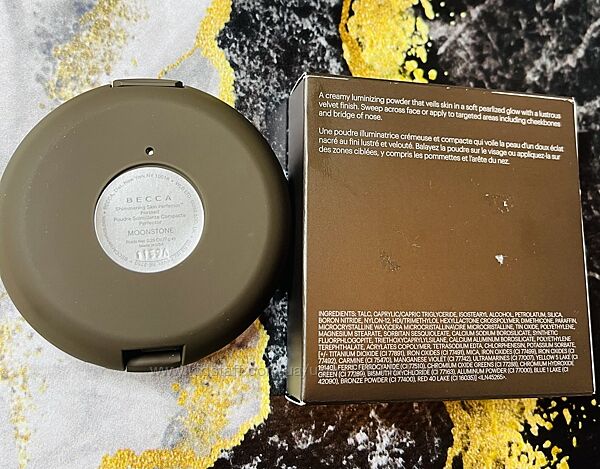 BECCA
Shimmering Skin Perfector™
Pressed
Poudre Scintillante Compacte
Perfector
MOONSTONE
A creamy luminizing powder that veils skin in a soft pearlized glow with a lustrous
velvet finish. Sweep across face or apply to targeted areas including cheekbones
and bridge of nose.
Une poudre illuminatrice crémeuse et compacte qui voile la peau d'un doux éclat
nacré au fini lustré et velouté. Balayez la poudre sur le visage ou appliquez-la sur
des zones ciblées, y compris les pommettes et l'arête du nez.
INGREDIENTS: TALC, CAPRYLIC/CAPRIC TRIGLYCERIDE, ISOSTEARYL ALCOHOL, PETROLATUM, SILICA,
BORON NITRIDE, NYLON-12, HDI/TRIMETHYLOL HEXYLLACTONE CROSSPOLYMER, DIMETHICONE, PARAFFIN,
MICROCRYSTALLINE WAX\CERA MICROCRISTALLINA\CIRE MICROCRISTALLINE, TIN OXIDE, POLYETHYLENE,
MAGNESIUM STEARATE, SORBITAN SESQUIOLEATE, CALCIUM SODIUM BOROSILICATE, SYNTHETIC
FLUORPHLOGOPITE, TRIETHOXYCAPRYLYLSILANE, CALCIUM ALUMINUM BOROSILICATE, POLYETHYLENE
TEREPHTHALATE, ACRYLATES COPOLYMER, TETRASODIUM EDTA, CHLORPHENESIN, POTASSIUM SORBATE,
[+/- TITANIUM DIOXIDE (CI 77891), IRON OXIDES (CI 77491), MICA, IRON OXIDES (CI 77499), IRON OXIDES (CI
77492), CARMINE (CI 75470), MANGANESE VIOLET (CI 77742), ULTRAMARINES (CI 77007), YELLOW 5 LAKE (CI
19140), FERRIC FERROCYANIDE (CI 77510), CHROMIUM OXIDE GREENS (CI 77288), CHROMIUM HYDROXIDE
GREEN (CI 77289), BISMUTH OXYCHLORIDE (CI 77163), ALUMINUM POWDER (CI 77000), BLUE 1 LAKE (CI
42090), BRONZE POWDER (CI 77400), RED 40 LAKE (CI 16035)] <ILN45265>